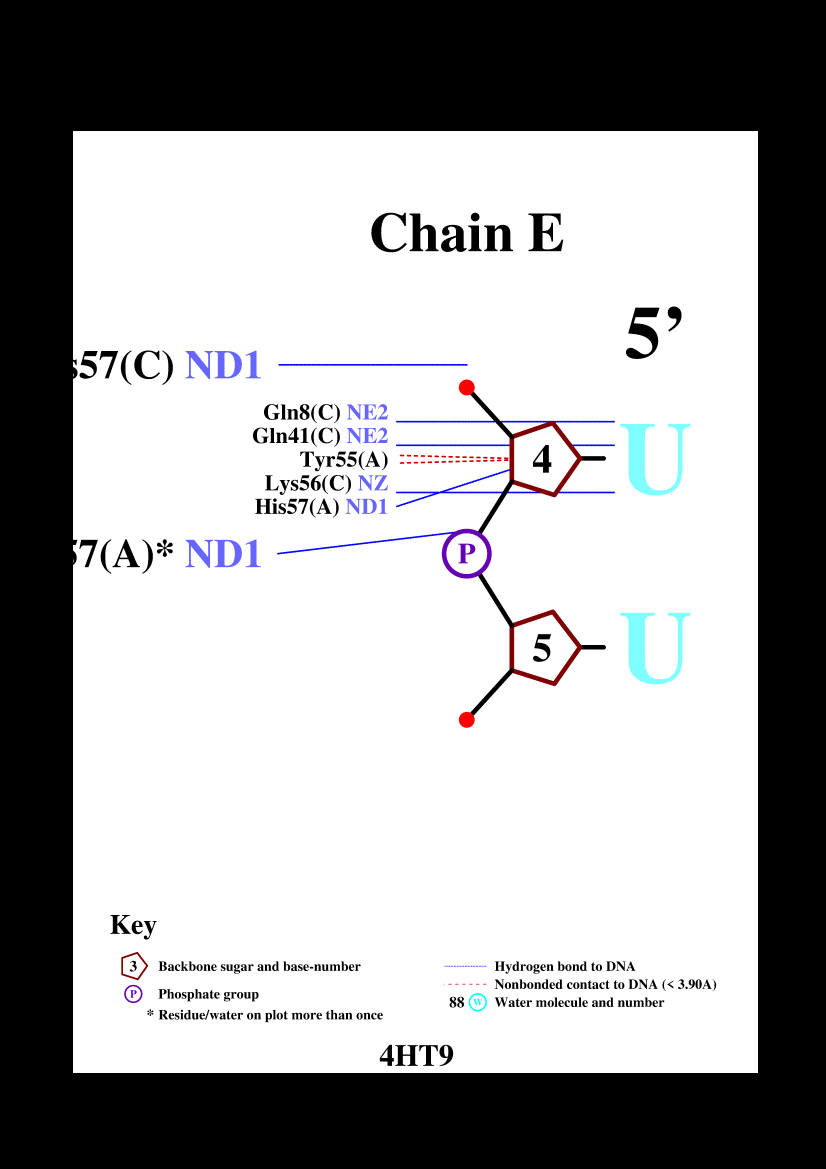 Chain E
5’
s57(C) ND1
Gln8(C) NE2
Gln41(C) NE2
Tyr55(A)
Lys56(C) NZ
His57(A) ND1
4
U
57(A)* ND1
P
5
U
Key
3 Backbone sugar and base-number
P Phosphate group
* Residue/water on plot more than once
Hydrogen bond to DNA
Nonbonded contact to DNA (< 3.90A)
88 W Water molecule and number
4HT9